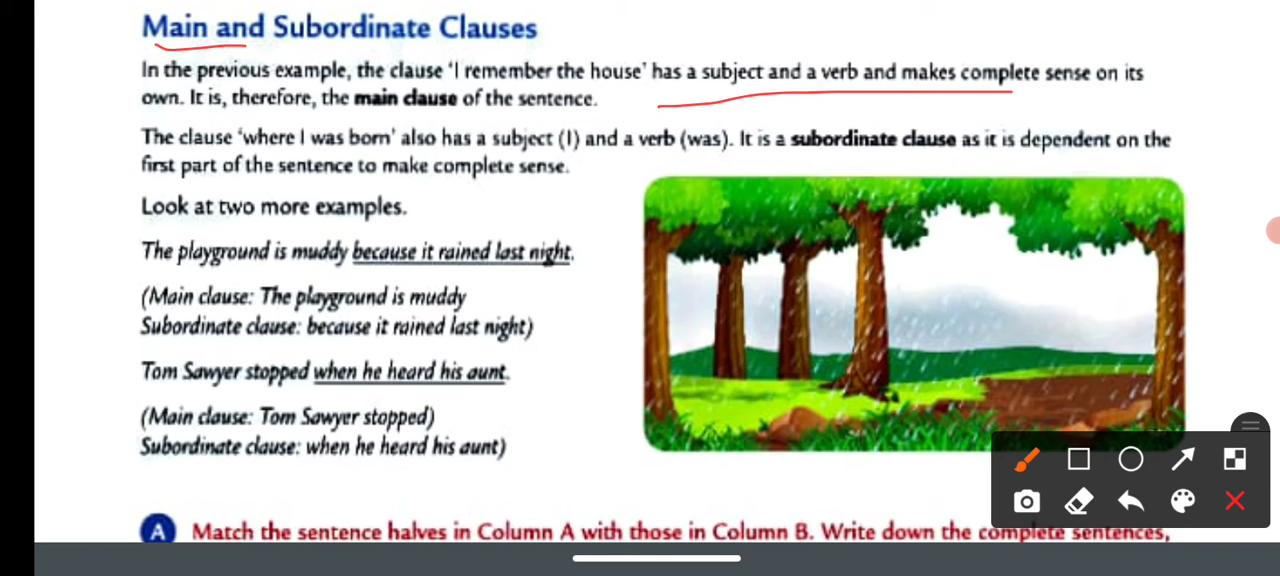 Main and Subordinate Clauses
In the previous example, the clause ‘I remember the house’ has a subject and a verb and makes complete sense on its
own. It is, therefore, the main clause of the sentence.
The clause ‘where I was born’ also has a subject (I) and a verb (was). It is a subordinate clause as it is dependent on the
first part of the sentence to make complete sense.
Look at two more examples.
The playground is muddy because it rained last night.
(Main clause: The playground is muddy
Subordinate clause: because it rained last night)
Tom Sawyer stopped when he heard his aunt.
(Main clause: Tom Sawyer stopped)
Subordinate clause: when he heard his aunt)
A Match the sentence halves in Column A with those in Column B. Write down the complete sentences,